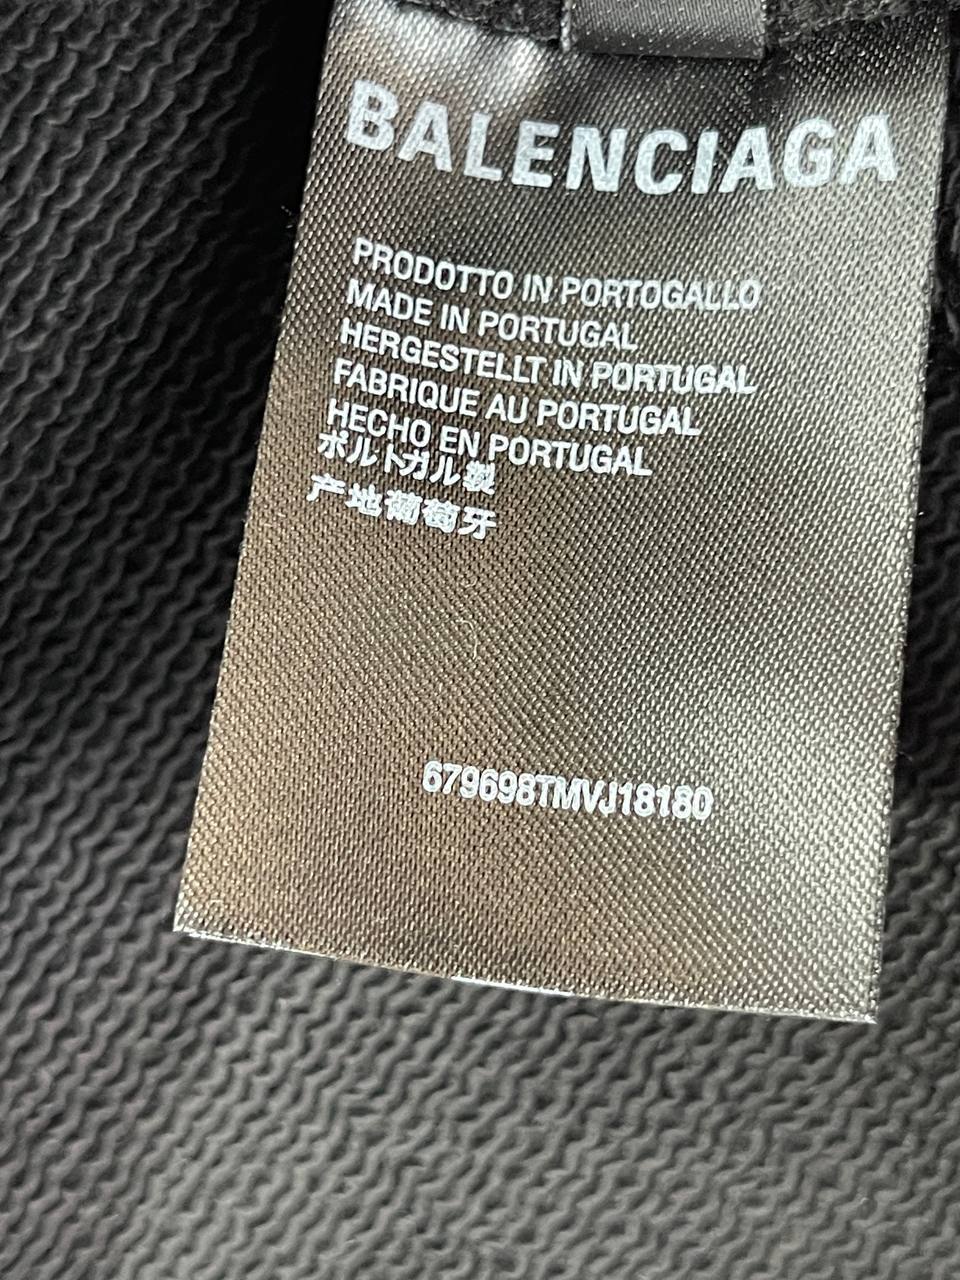 BALENCIAGA
PRODOTTO IN PORTOGALLO
MADE IN PORTUGAL
HERGESTELLT IN PORTUGAL
FABRIQUE AU PORTUGAL
HECHO EN PORTUGAL
ポルトガル製
产地葡萄牙
679698TMVJ18180